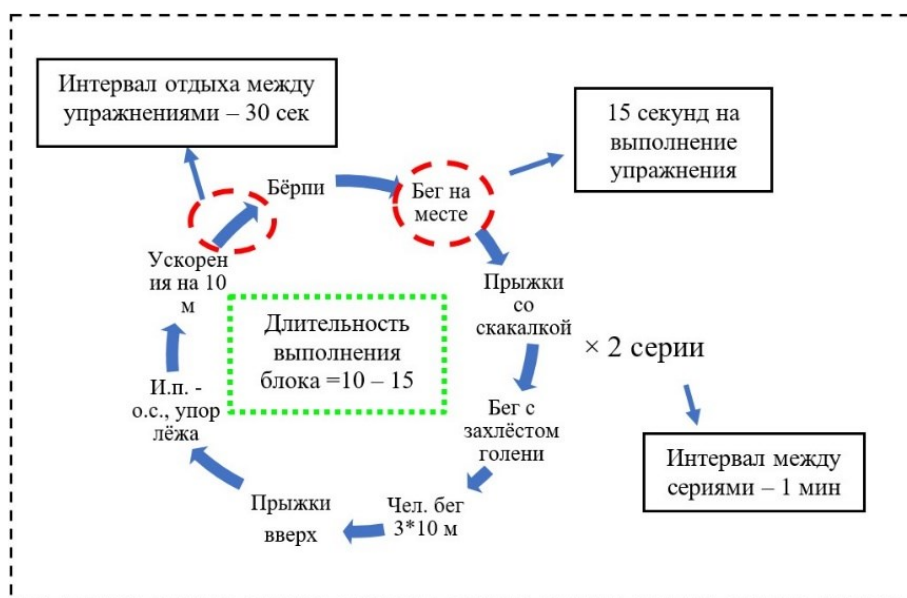 Интервал отдыха между
упражнениями – 30 сек
15 секунд на
выполнение
упражнения
Бёрпи
Бег на
месте
Прыжки
со
скакалкой
Бег с
захлёстом
голени
Чел. бег
3*10 м
Прыжки
вверх
И.п. -
о.с., упор
лёжа
Ускорен
ия на 10
м
Длительность
выполнения
блока =10 – 15
× 2 серии
Интервал между
сериями – 1 мин